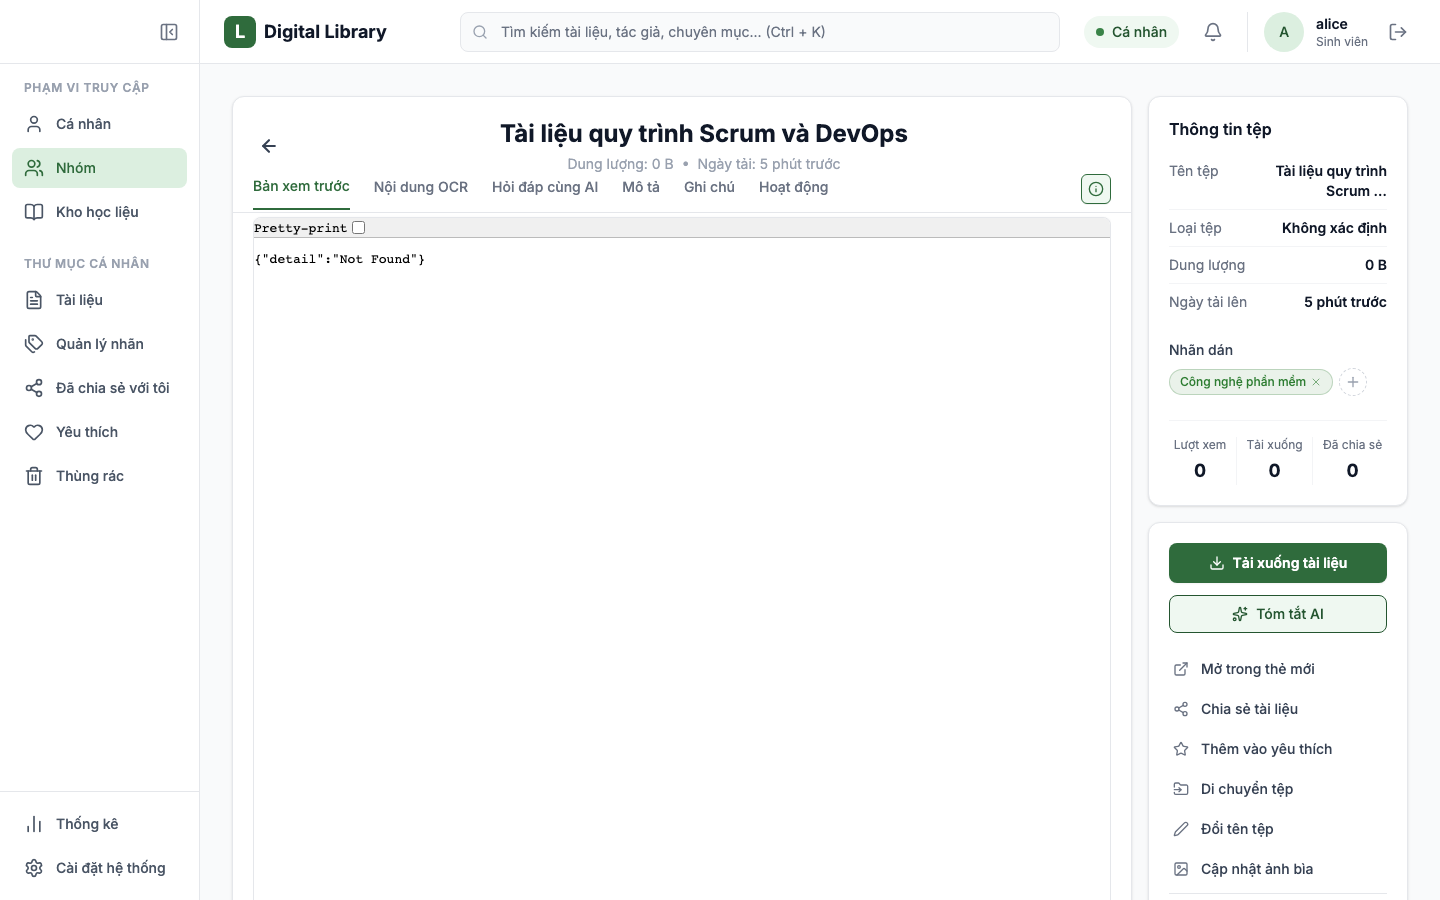 L Digital Library
Tìm kiếm tài liệu, tác giả, chuyên mục... (Ctrl + K)
Cá nhân
A
alice
Sinh viên
PHẠM VI TRUY CẬP
Cá nhân
Nhóm
Kho học liệu
THƯ MỤC CÁ NHÂN
Tài liệu
Quản lý nhãn
Đã chia sẻ với tôi
Yêu thích
Thùng rác
Thống kê
Cài đặt hệ thống
Tài liệu quy trình Scrum và DevOps
Dung lượng: 0 B • Ngày tải: 5 phút trước
Bản xem trước Nội dung OCR Hỏi đáp cùng AI Mô tả Ghi chú Hoạt động
Pretty-print
{"detail":"Not Found"}
Thông tin tệp
Tên tệp Tài liệu quy trình
Scrum ...
Loại tệp Không xác định
Dung lượng 0 B
Ngày tải lên 5 phút trước
Nhãn dán
Công nghệ phần mềm
Lượt xem Tải xuống Đã chia sẻ
0 0 0
Tải xuống tài liệu
Tóm tắt AI
Mở trong thẻ mới
Chia sẻ tài liệu
Thêm vào yêu thích
Di chuyển tệp
Đổi tên tệp
Cập nhật ảnh bìa